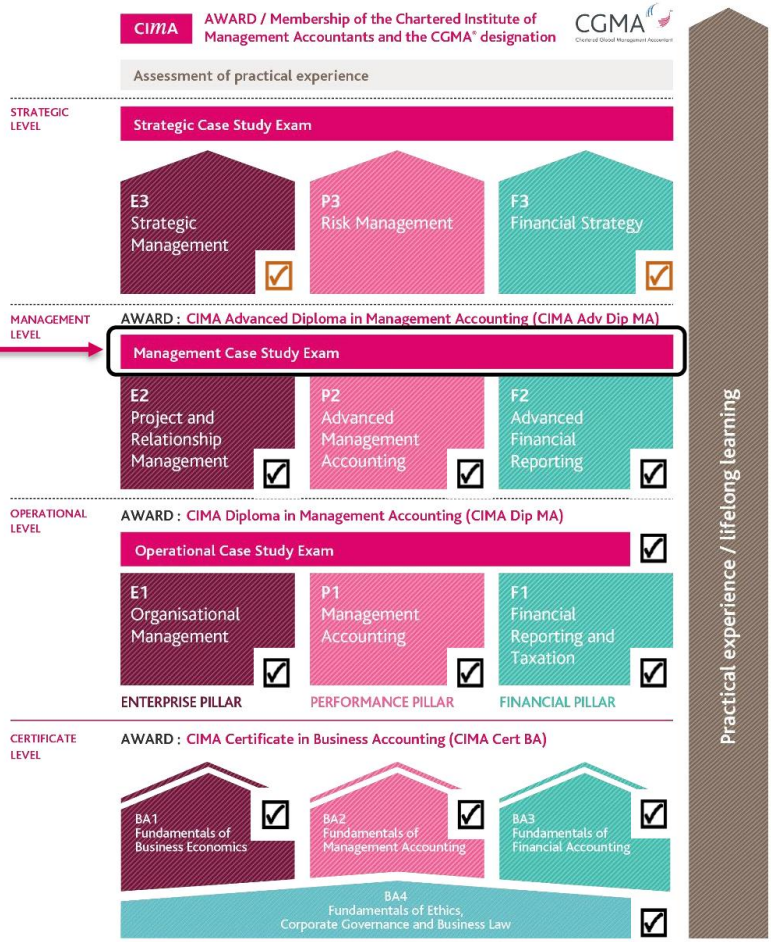 CIMA
AWARD / Membership of the Chartered Institute of
Management Accountants and the CGMA® designation
CGMA
Chartered Global Management Accountant
Assessment of practical experience
STRATEGIC
LEVEL
Strategic Case Study Exam
E3
Strategic
Management
P3
Risk Management
F3
Financial Strategy
MANAGEMENT
LEVEL
AWARD : CIMA Advanced Diploma in Management Accounting (CIMA Adv Dip MA)
Management Case Study Exam
E2
Project and
Relationship
Management
P2
Advanced
Management
Accounting
F2
Advanced
Financial
Reporting
OPERATIONAL
LEVEL
AWARD : CIMA Diploma in Management Accounting (CIMA Dip MA)
Operational Case Study Exam
E1
Organisational
Management
P1
Management
Accounting
F1
Financial
Reporting and
Taxation
ENTERPRISE PILLAR
PERFORMANCE PILLAR
FINANCIAL PILLAR
CERTIFICATE
LEVEL
AWARD : CIMA Certificate in Business Accounting (CIMA Cert BA)
BA1
Fundamentals of
Business Economics
BA2
Fundamentals of
Management Accounting
BA3
Fundamentals of
Financial Accounting
BA4
Fundamentals of Ethics,
Corporate Governance and Business Law
Practical experience / lifelong learning